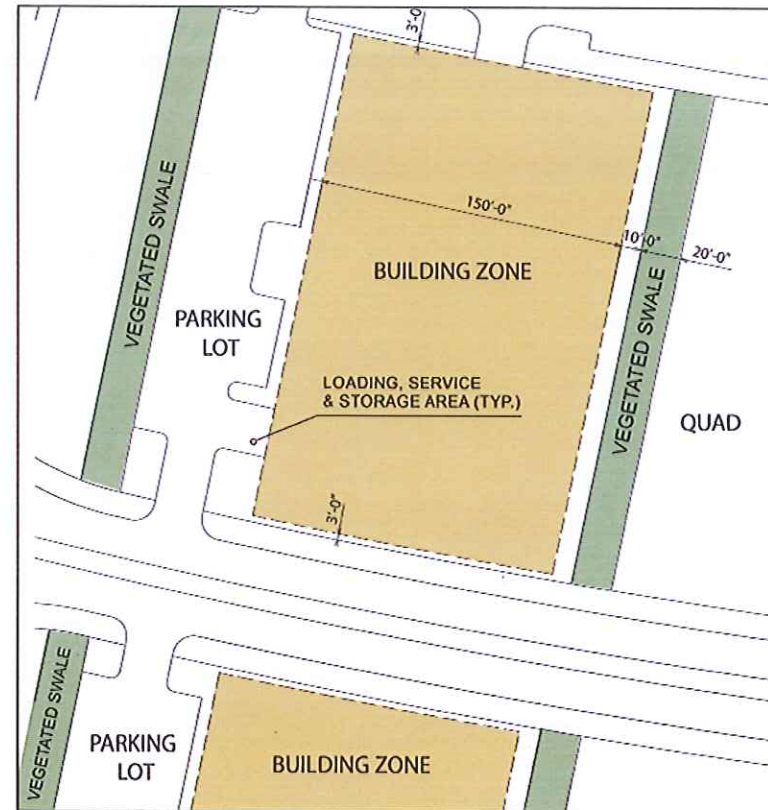 3'-0"
VEGETATED SWALE
150'-0"
10'-0"
20'-0"
BUILDING ZONE
PARKING
LOT
VEGETATED SWALE
LOADING, SERVICE
& STORAGE AREA (TYP.)
QUAD
3'-0"
VEGETATED SWALE
PARKING
LOT
BUILDING ZONE